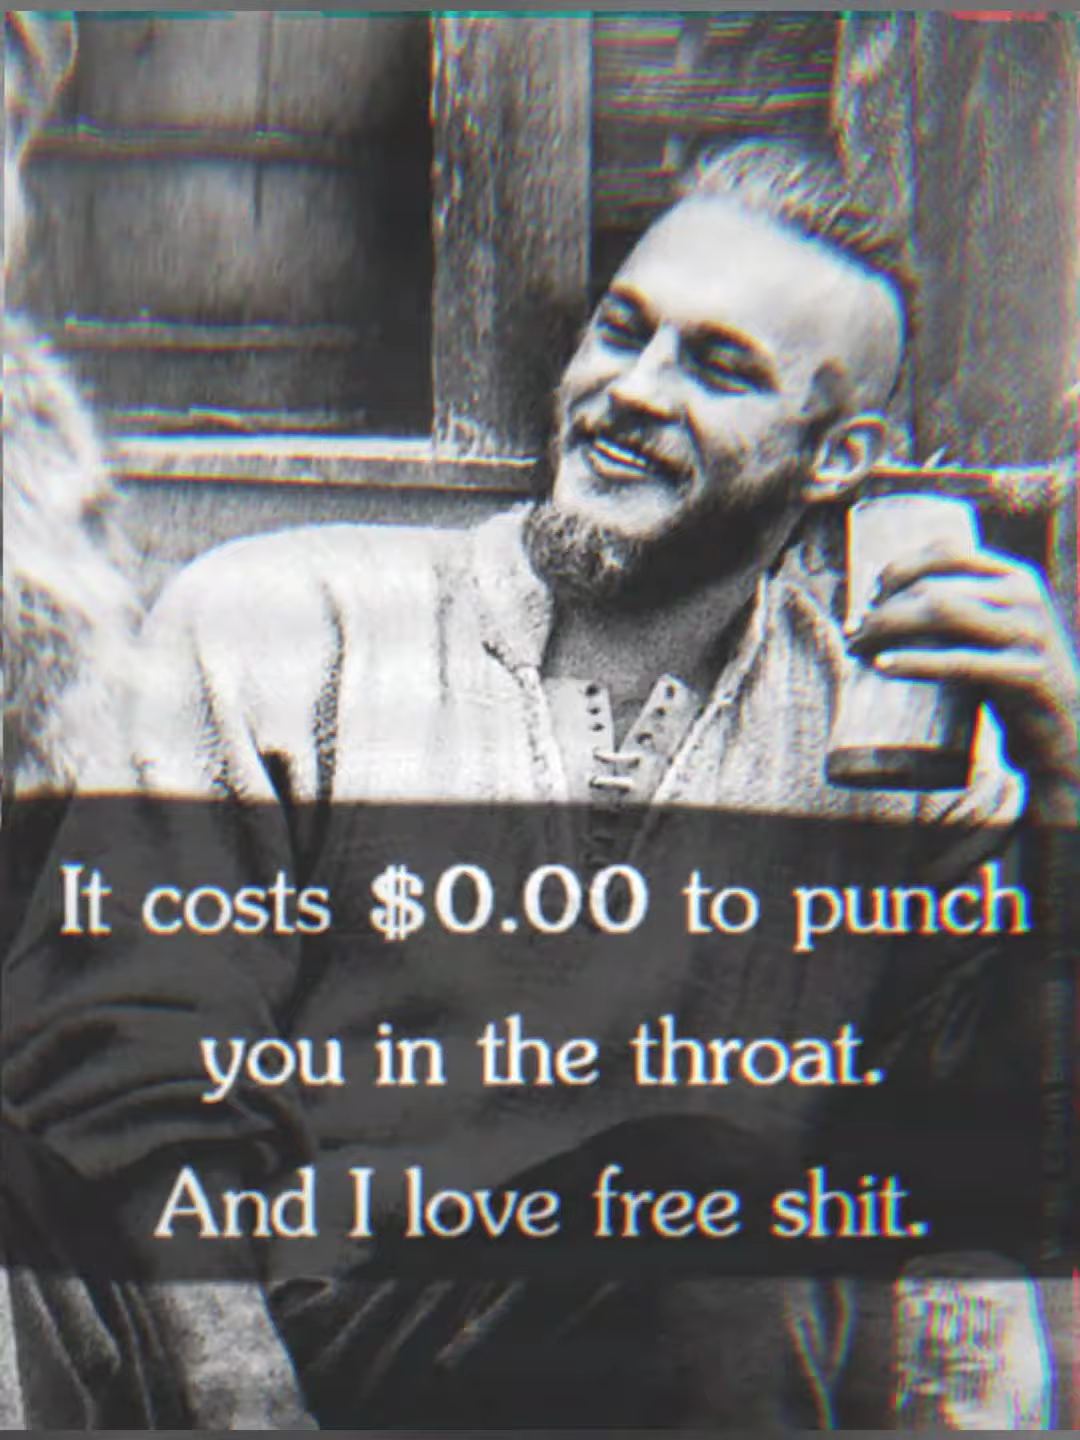 It costs $0.00 to punch
you in the throat.
And I love free shit.